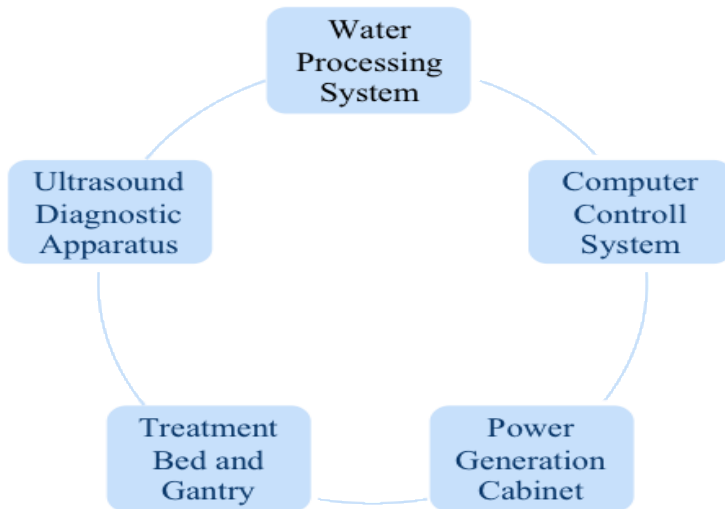 Water
Processing
System
Ultrasound
Diagnostic
Apparatus
Computer
Controll
System
Treatment
Bed and
Gantry
Power
Generation
Cabinet